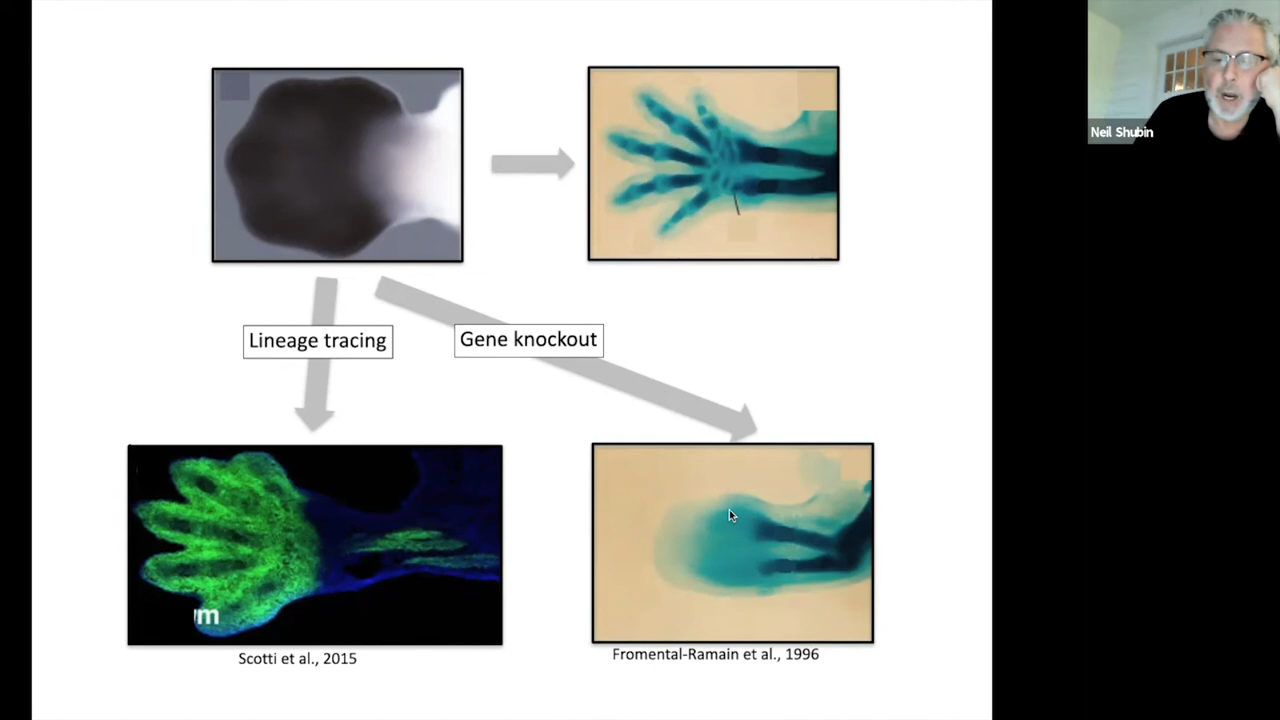 Neil Shubin
Lineage tracing
Gene knockout
m
Scotti et al., 2015
Fromental-Ramain et al., 1996